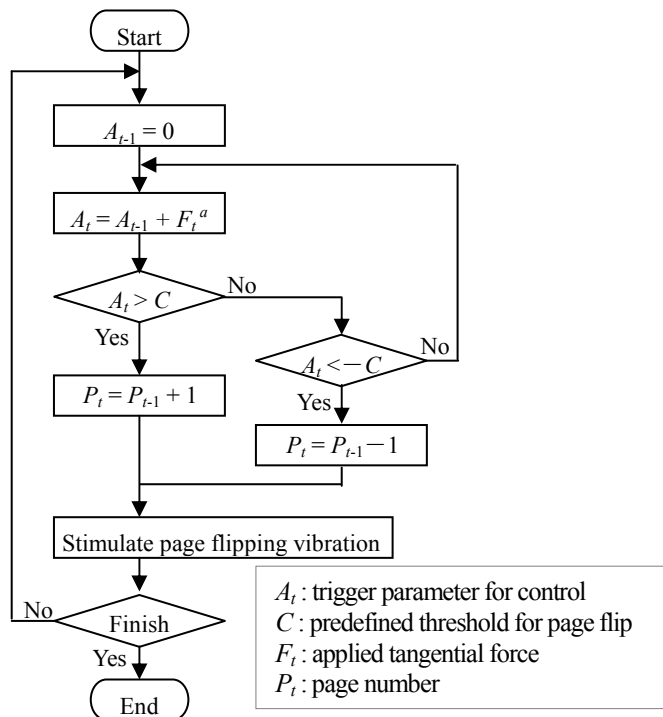 Start
A_{t-1} = 0
A_t = A_{t-1} + F_t^a
A_t > C
No
Yes
A_t < −C
No
Yes
P_t = P_{t-1} + 1
P_t = P_{t-1} − 1
Stimulate page flipping vibration
Finish
No
Yes
End
A_t : trigger parameter for control
C : predefined threshold for page flip
F_t : applied tangential force
P_t : page number